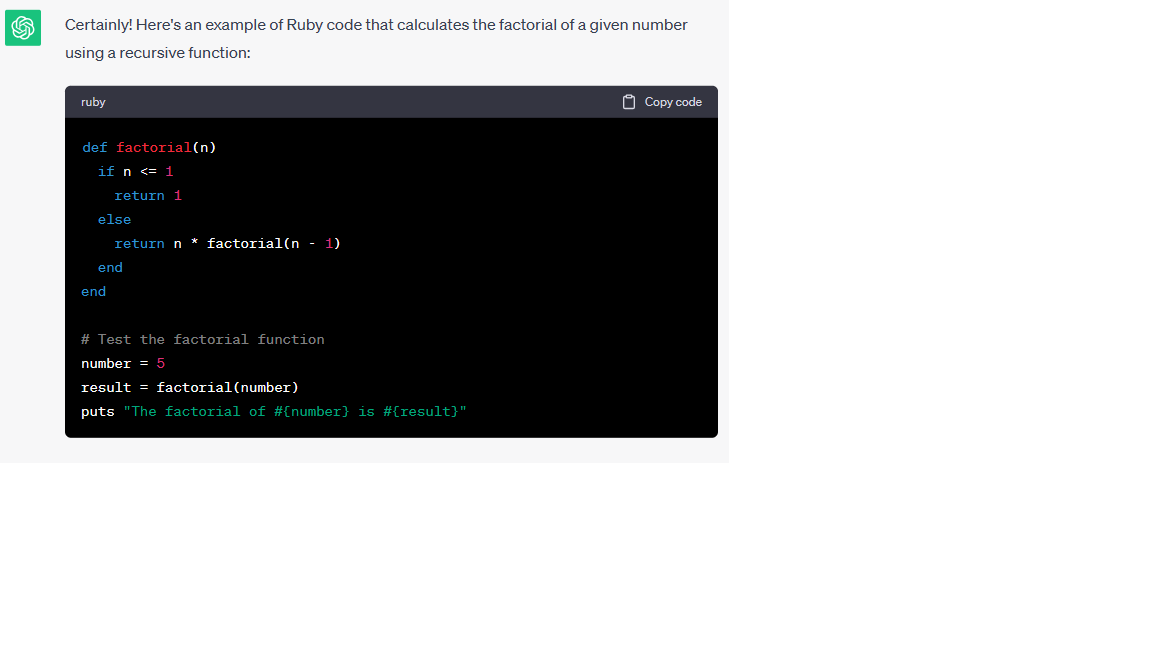 Certainly! Here's an example of Ruby code that calculates the factorial of a given number
using a recursive function:
ruby
Copy code
def factorial(n)
  if n <= 1
    return 1
  else
    return n * factorial(n - 1)
  end
end

# Test the factorial function
number = 5
result = factorial(number)
puts "The factorial of #{number} is #{result}"